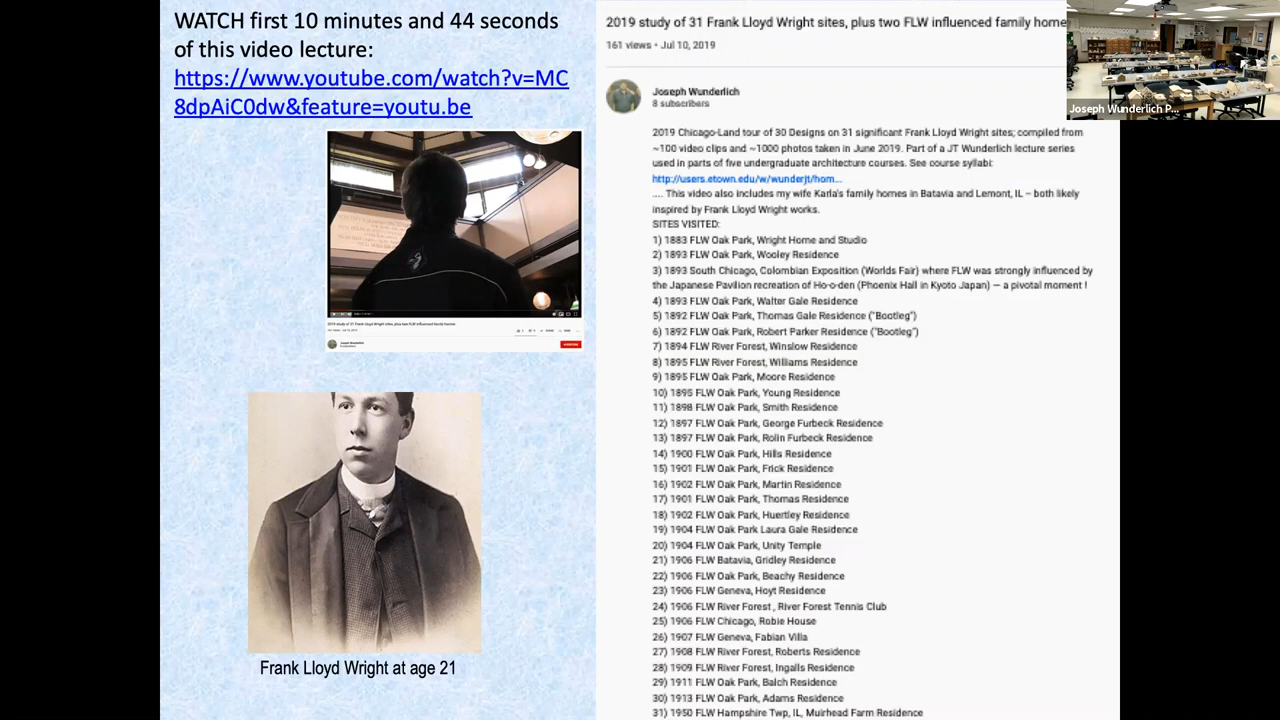 WATCH first 10 minutes and 44 seconds
of this video lecture:
https://www.youtube.com/watch?v=MC
8dpAiC0dw&feature=youtu.be
2019 study of 31 Frank Lloyd Wright sites, plus two FLW influenced family homes
Joseph Wunderlich
Frank Lloyd Wright at age 21
2019 study of 31 Frank Lloyd Wright sites, plus two FLW influenced family home
161 views • Jul 10, 2019
Joseph Wunderlich
8 subscribers
2019 Chicago-Land tour of 30 Designs on 31 significant Frank Lloyd Wright sites; compiled from
~100 video clips and ~1000 photos taken in June 2019. Part of a JT Wunderlich lecture series
used in parts of five undergraduate architecture courses. See course syllabi:
http://users.etown.edu/w/wunderjt/hom...
.... This video also includes my wife Karla's family homes in Batavia and Lemont, IL – both likely
inspired by Frank Lloyd Wright works.
SITES VISITED:
1) 1883 FLW Oak Park, Wright Home and Studio
2) 1893 FLW Oak Park, Wooley Residence
3) 1893 South Chicago, Colombian Exposition (Worlds Fair) where FLW was strongly influenced by
the Japanese Pavilion recreation of Ho-o-den (Phoenix Hall in Kyoto Japan) — a pivotal moment !
4) 1893 FLW Oak Park, Walter Gale Residence
5) 1892 FLW Oak Park, Thomas Gale Residence ("Bootleg")
6) 1892 FLW Oak Park, Robert Parker Residence ("Bootleg")
7) 1894 FLW River Forest, Winslow Residence
8) 1895 FLW River Forest, Williams Residence
9) 1895 FLW Oak Park, Moore Residence
10) 1895 FLW Oak Park, Young Residence
11) 1898 FLW Oak Park, Smith Residence
12) 1897 FLW Oak Park, George Furbeck Residence
13) 1897 FLW Oak Park, Rolin Furbeck Residence
14) 1900 FLW Oak Park, Hills Residence
15) 1901 FLW Oak Park, Frick Residence
16) 1902 FLW Oak Park, Martin Residence
17) 1901 FLW Oak Park, Thomas Residence
18) 1902 FLW Oak Park, Huertley Residence
19) 1904 FLW Oak Park Laura Gale Residence
20) 1904 FLW Oak Park, Unity Temple
21) 1906 FLW Batavia, Gridley Residence
22) 1906 FLW Oak Park, Beachy Residence
23) 1906 FLW Geneva, Hoyt Residence
24) 1906 FLW River Forest , River Forest Tennis Club
25) 1906 FLW Chicago, Robie House
26) 1907 FLW Geneva, Fabian Villa
27) 1908 FLW River Forest, Roberts Residence
28) 1909 FLW River Forest, Ingalls Residence
29) 1911 FLW Oak Park, Balch Residence
30) 1913 FLW Oak Park, Adams Residence
31) 1950 FLW Hampshire Twp, IL, Muirhead Farm Residence
Joseph Wunderlich P...